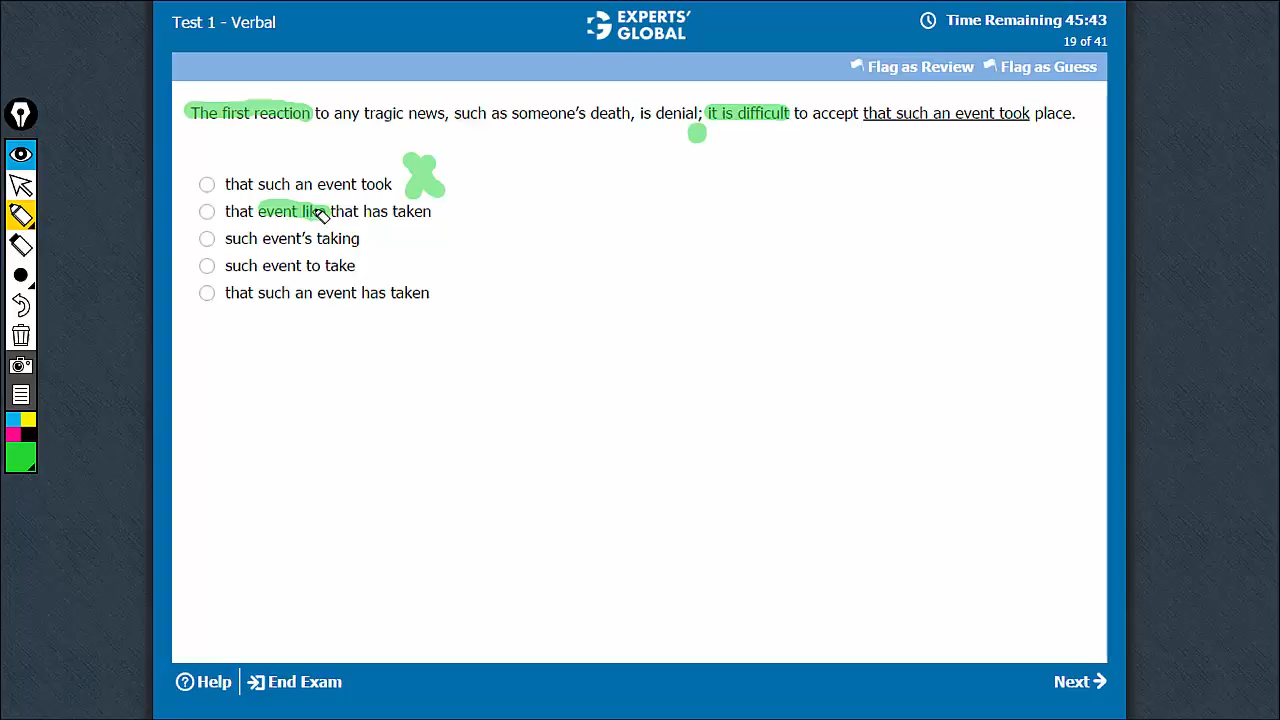 Test 1 - Verbal
EXPERTS'
GLOBAL
Time Remaining 45:43
19 of 41
Flag as Review Flag as Guess
The first reaction to any tragic news, such as someone's death, is denial; it is difficult to accept that such an event took place.
that such an event took
that event like that has taken
such event's taking
such event to take
that such an event has taken
Help End Exam Next